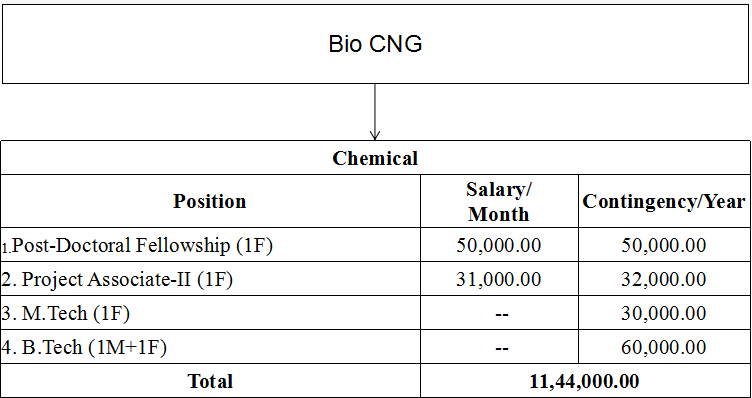 Bio CNG
Chemical
Position Salary/ Month Contingency/Year
1.Post-Doctoral Fellowship (1F) 50,000.00 50,000.00
2. Project Associate-II (1F) 31,000.00 32,000.00
3. M.Tech (1F) -- 30,000.00
4. B.Tech (1M+1F) -- 60,000.00
Total 11,44,000.00